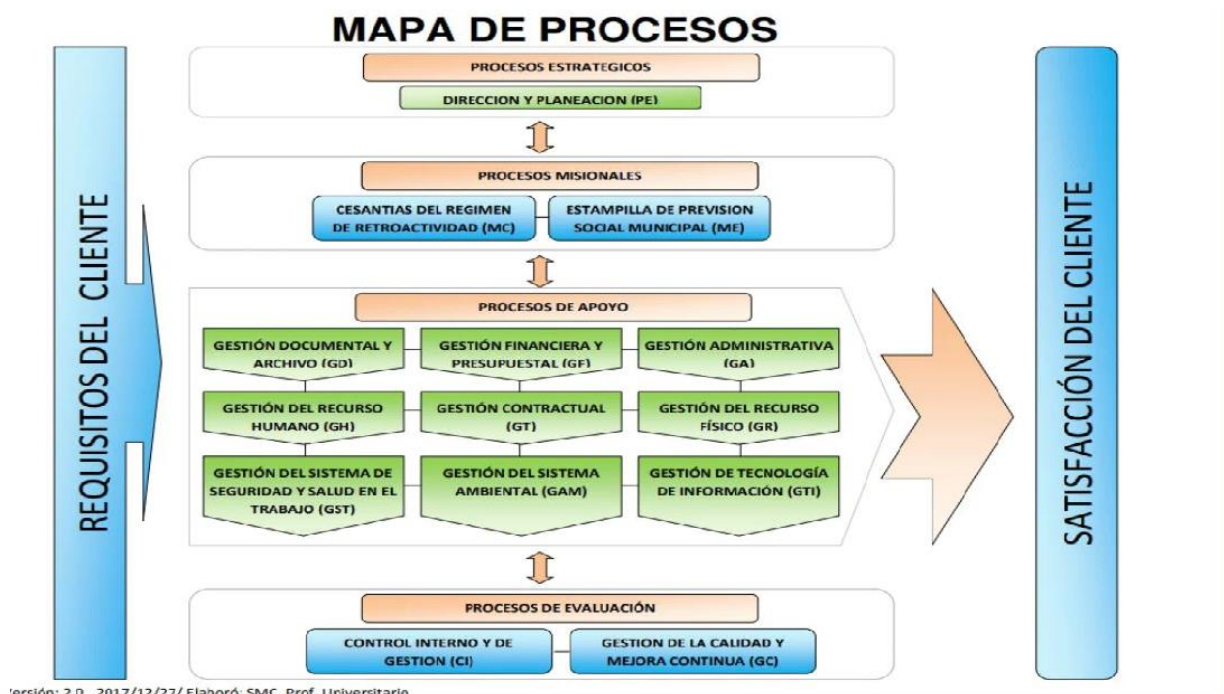 MAPA DE PROCESOS
REQUISITOS DEL CLIENTE
PROCESOS ESTRATEGICOS
DIRECCION Y PLANEACION (PE)
PROCESOS MISIONALES
CESANTIAS DEL REGIMEN
DE RETROACTIVIDAD (MC)
ESTAMPILLA DE PREVISION
SOCIAL MUNICIPAL (ME)
PROCESOS DE APOYO
GESTIÓN DOCUMENTAL Y
ARCHIVO (GD)
GESTIÓN FINANCIERA Y
PRESUPUESTAL (GF)
GESTIÓN ADMINISTRATIVA
(GA)
GESTIÓN DEL RECURSO
HUMANO (GH)
GESTIÓN CONTRACTUAL
(GT)
GESTIÓN DEL RECURSO
FÍSICO (GR)
GESTIÓN DEL SISTEMA DE
SEGURIDAD Y SALUD EN EL
TRABAJO (GST)
GESTIÓN DEL SISTEMA
AMBIENTAL (GAM)
GESTIÓN DE TECNOLOGÍA
DE INFORMACIÓN (GTI)
PROCESOS DE EVALUACIÓN
CONTROL INTERNO Y DE
GESTION (CI)
GESTION DE LA CALIDAD Y
MEJORA CONTINUA (GC)
SATISFACCIÓN DEL CLIENTE
2017/12/27/ Elaboró: SMC Prof. Universitario